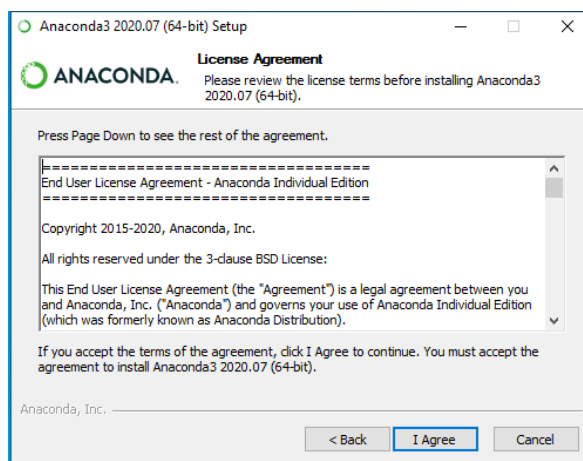 Anaconda3 2020.07 (64-bit) Setup
ANACONDA.
License Agreement
Please review the license terms before installing Anaconda3
2020.07 (64-bit).
Press Page Down to see the rest of the agreement.
===================================
End User License Agreement - Anaconda Individual Edition
===================================
Copyright 2015-2020, Anaconda, Inc.
All rights reserved under the 3-clause BSD License:
This End User License Agreement (the "Agreement") is a legal agreement between you
and Anaconda, Inc. ("Anaconda") and governs your use of Anaconda Individual Edition
(which was formerly known as Anaconda Distribution).
If you accept the terms of the agreement, click I Agree to continue. You must accept the
agreement to install Anaconda3 2020.07 (64-bit).
Anaconda, Inc.
< Back
I Agree
Cancel